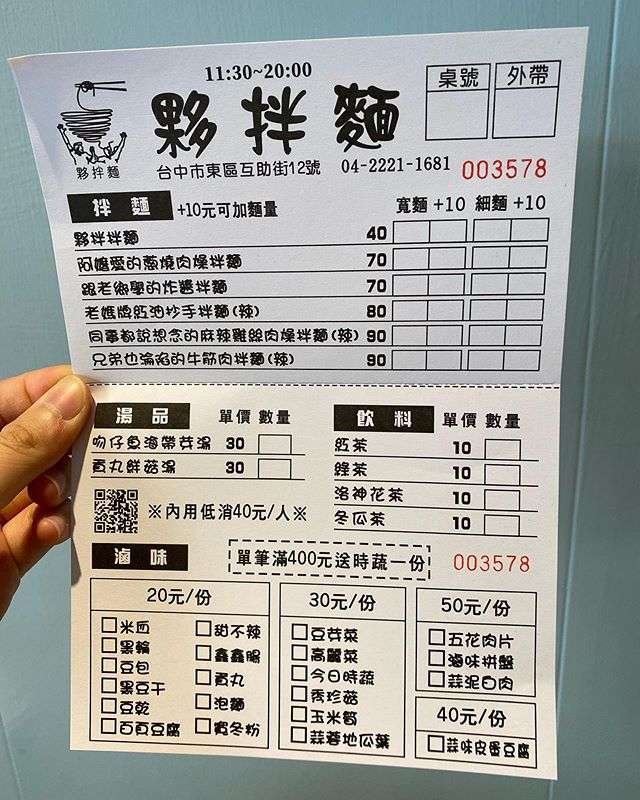 11:30~20:00
夥拌麵
桌號 外帶
夥拌麵
台中市東區互助街12號 04-2221-1681 003578
拌麵 +10元可加麵量 寬麵 +10 細麵 +10
夥拌拌麵 40
阿嬤愛的蔥燒肉燥拌麵 70
跟老鄉學的炸醬拌麵 70
老媽牌紅油抄手拌麵(辣) 80
同事都說想念的麻辣雞絲肉燥拌麵(辣) 90
兄弟也淪陷的牛筋肉拌麵(辣) 90
湯品 單價 數量
吻仔魚海帶芽湯 30
貢丸鮮菇湯 30
※內用低消40元/人※
飲料 單價 數量
紅茶 10
綠茶 10
洛神花茶 10
冬瓜茶 10
滷味 單筆滿400元送時蔬一份 003578
20元/份
米血 甜不辣
黑輪 鑫鑫腸
豆包 貢丸
黑豆干 泡麵
豆乾 寬冬粉
百頁豆腐
30元/份
豆芽菜
高麗菜
今日時蔬
秀珍菇
玉米筍
蒜蓉地瓜葉
50元/份
五花肉片
滷味拼盤
蒜泥白肉
40元/份
蒜味皮蛋豆腐